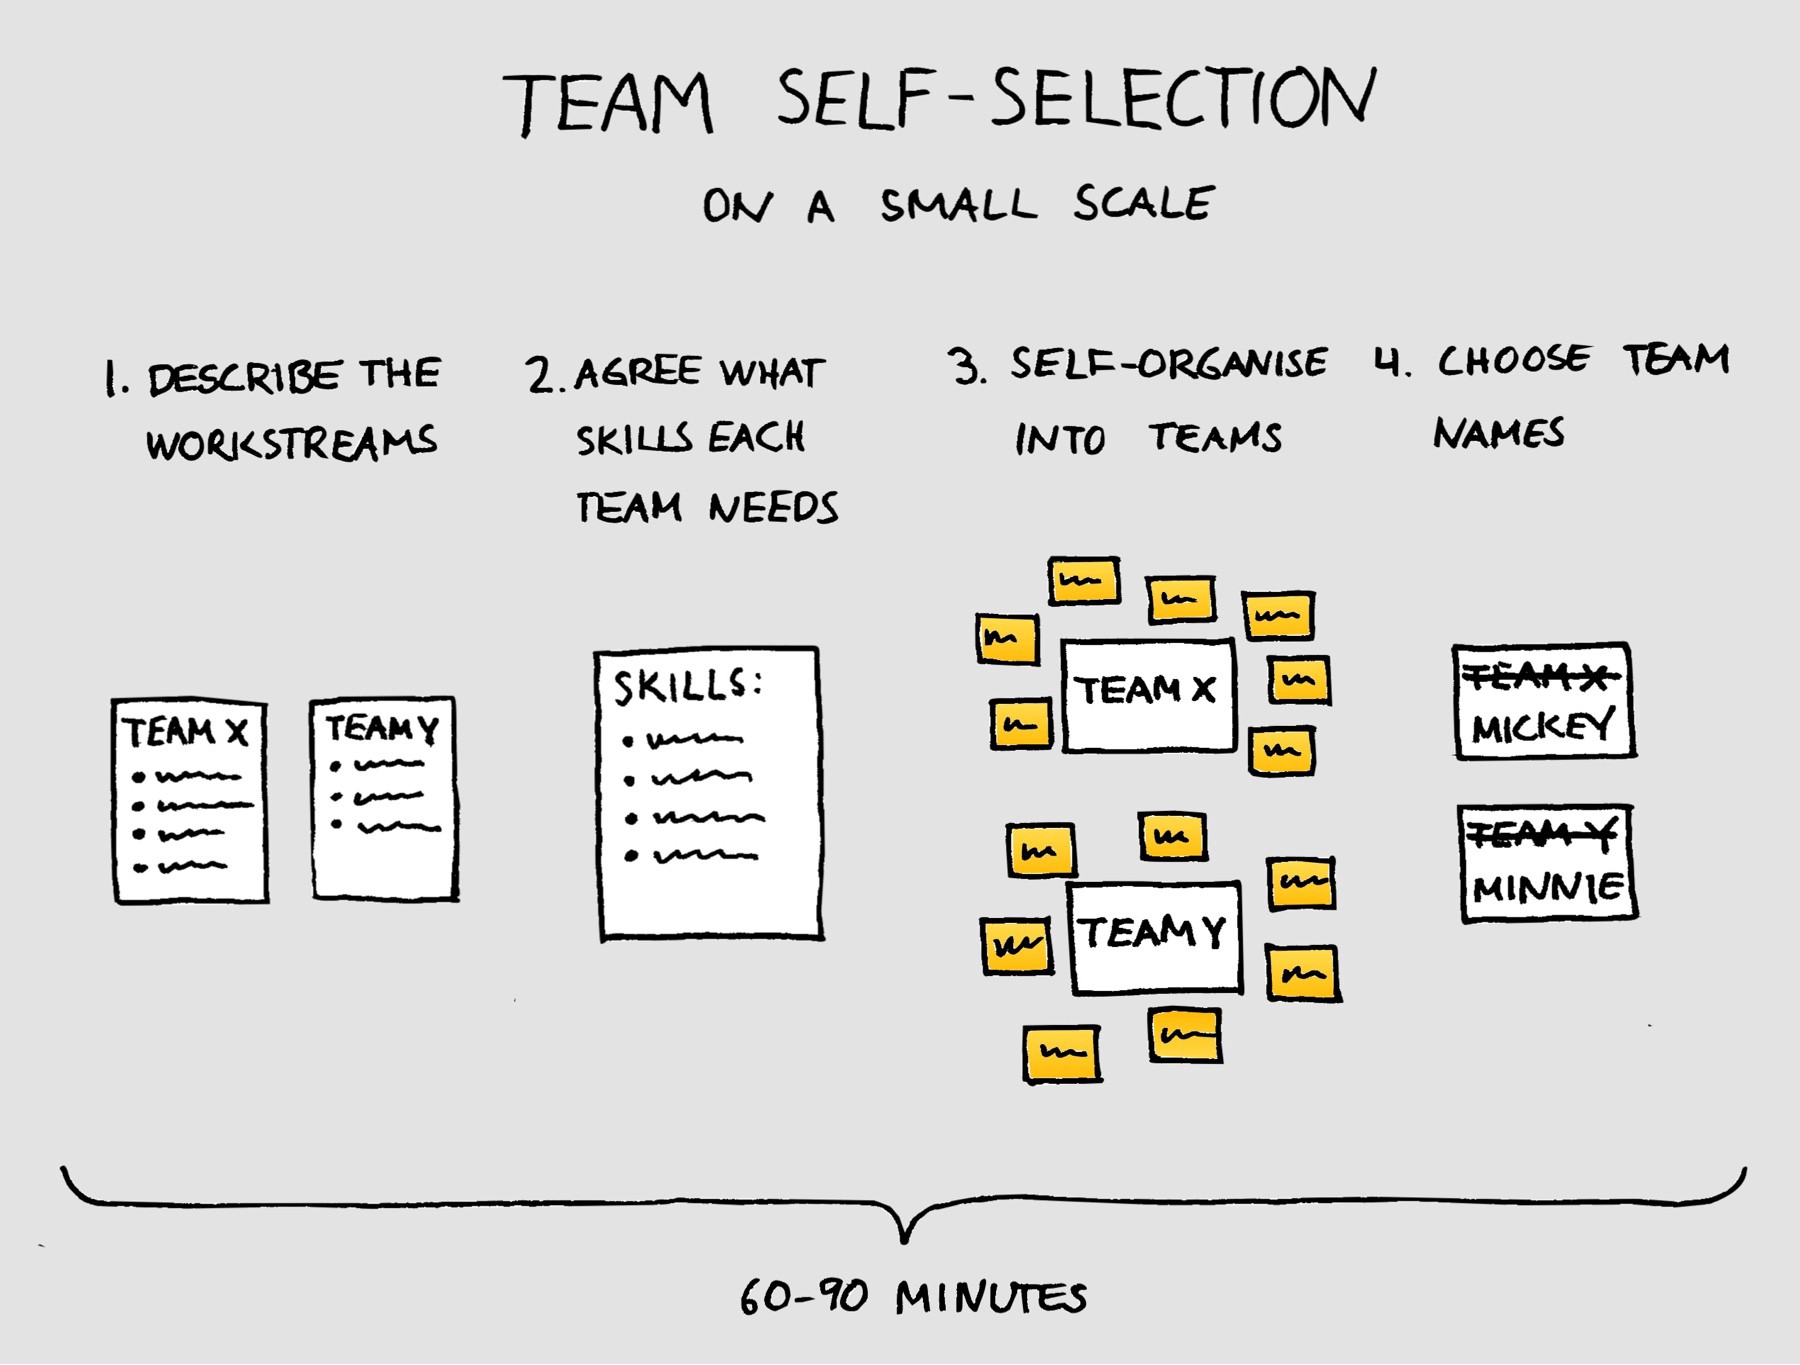 TEAM SELF-SELECTION
ON A SMALL SCALE
1. DESCRIBE THE
WORKSTREAMS
2. AGREE WHAT
SKILLS EACH
TEAM NEEDS
3. SELF-ORGANISE
INTO TEAMS
4. CHOOSE TEAM
NAMES
TEAM X
TEAM Y
SKILLS:
TEAM X
TEAM Y
TEAM X
MICKEY
TEAM Y
MINNIE
60-90 MINUTES